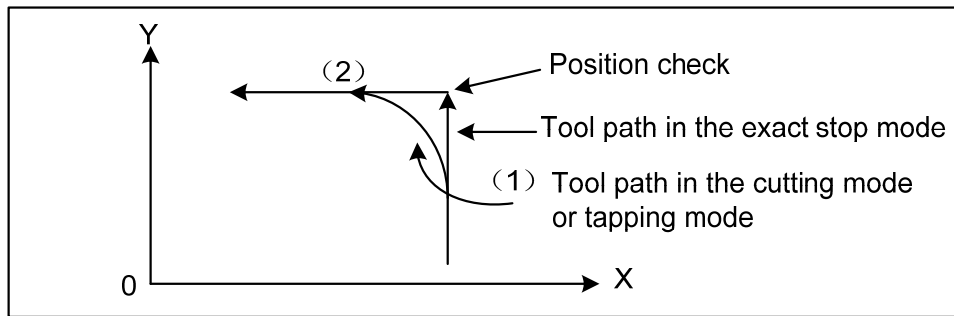 Y
（2）
Position check
Tool path in the exact stop mode
（1） Tool path in the cutting mode
or tapping mode
0
X